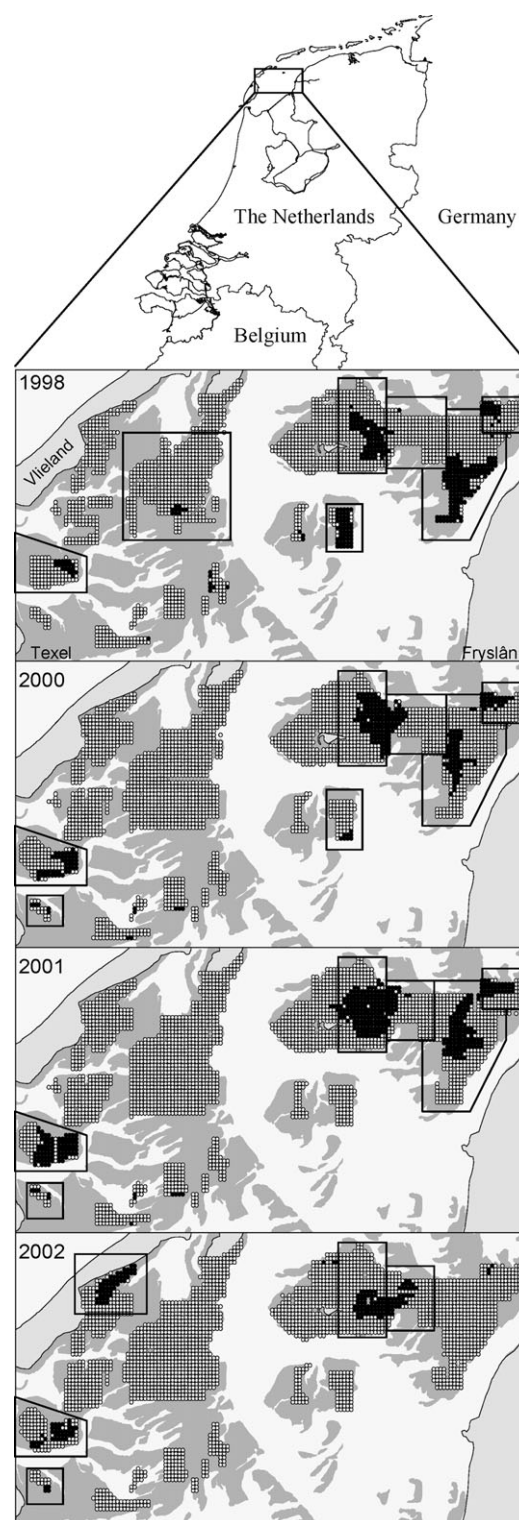 The Netherlands
Germany
Belgium
1998
Vlieland
Texel
Fryslân
2000
2001
2002